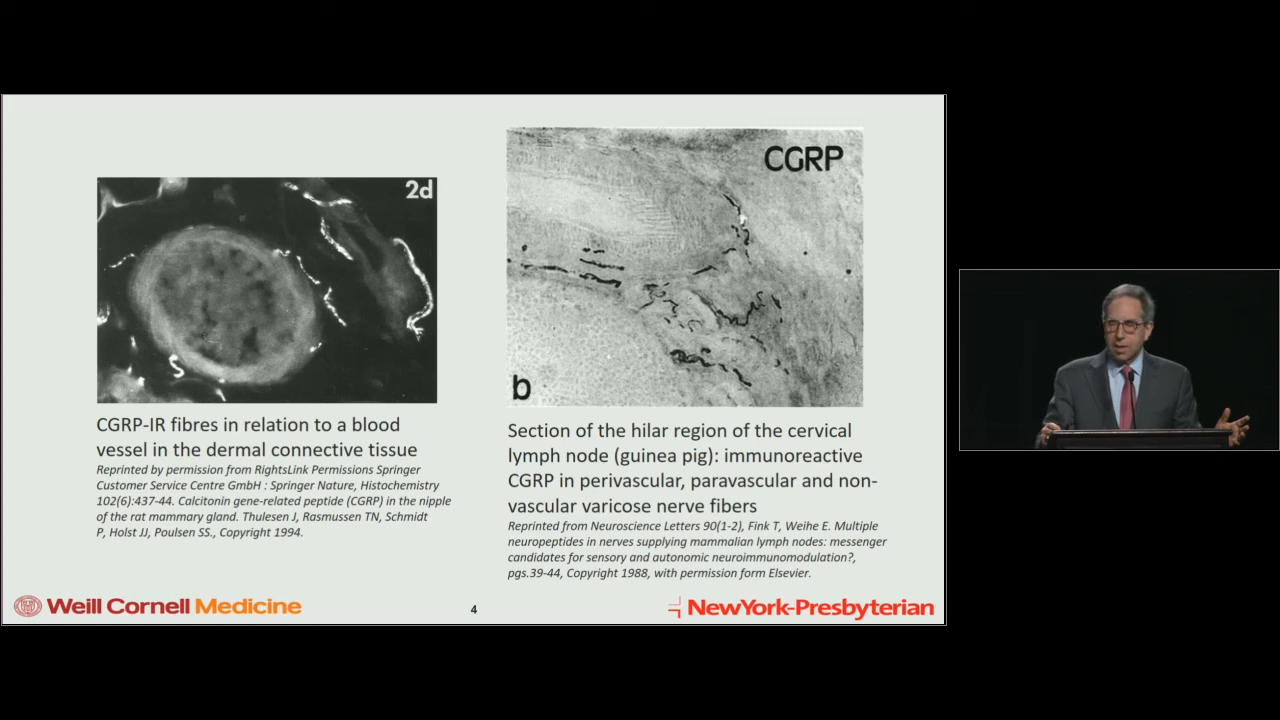 2d
CGRP-IR fibres in relation to a blood
vessel in the dermal connective tissue
Reprinted by permission from RightsLink Permissions Springer
Customer Service Centre GmbH : Springer Nature, Histochemistry
102(6):437-44. Calcitonin gene-related peptide (CGRP) in the nipple
of the rat mammary gland. Thulesen J, Rasmussen TN, Schmidt
P, Holst JJ, Poulsen SS., Copyright 1994.
CGRP
b
Section of the hilar region of the cervical
lymph node (guinea pig): immunoreactive
CGRP in perivascular, paravascular and non-
vascular varicose nerve fibers
Reprinted from Neuroscience Letters 90(1-2), Fink T, Weihe E. Multiple
neuropeptides in nerves supplying mammalian lymph nodes: messenger
candidates for sensory and autonomic neuroimmunomodulation?,
pgs.39-44, Copyright 1988, with permission form Elsevier.
Weill Cornell Medicine
4
NewYork-Presbyterian